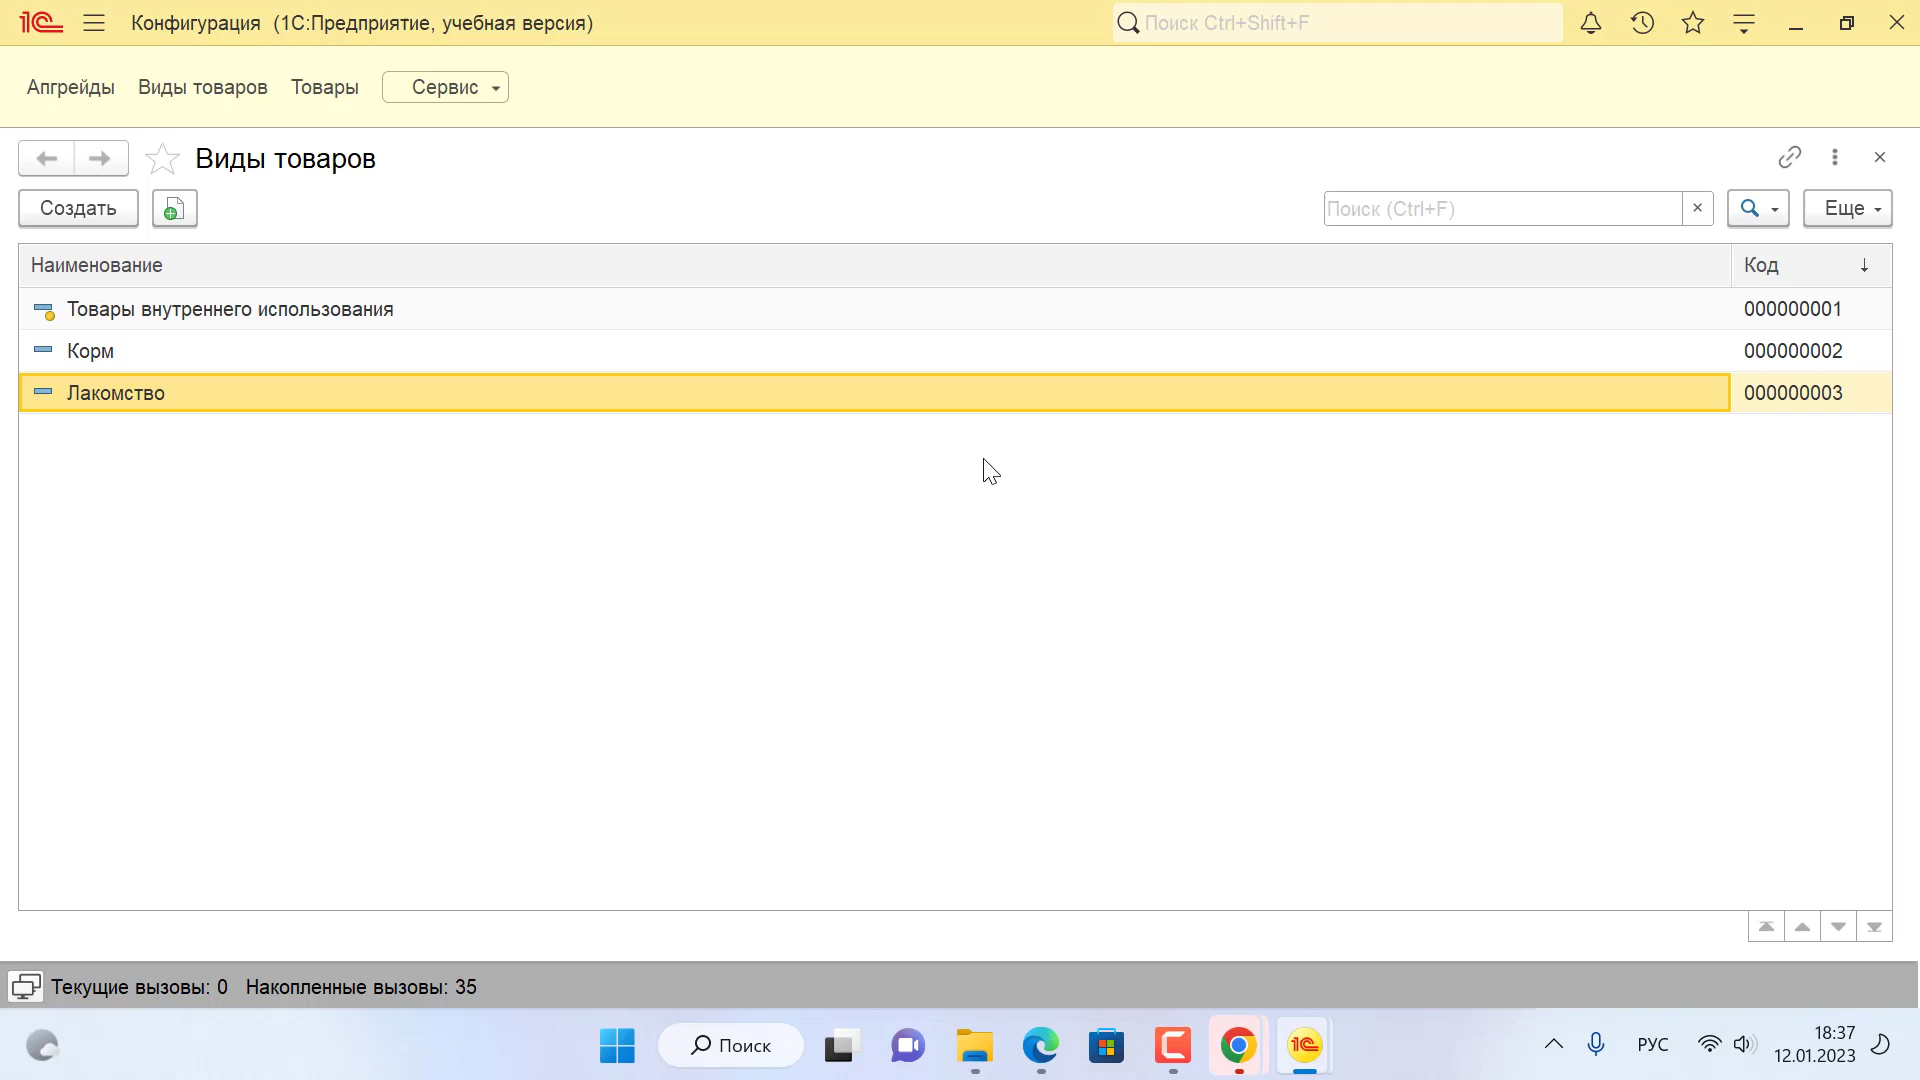 1С Конфигурация (1С:Предприятие, учебная версия) Поиск Ctrl+Shift+F
Апгрейды Виды товаров Товары Сервис
Виды товаров
Создать Поиск (Ctrl+F) × Еще
Наименование Код ↓
Товары внутреннего использования 000000001
Корм 000000002
Лакомство 000000003
Текущие вызовы: 0 Накопленные вызовы: 35
Поиск 1С РУС 18:37
12.01.2023